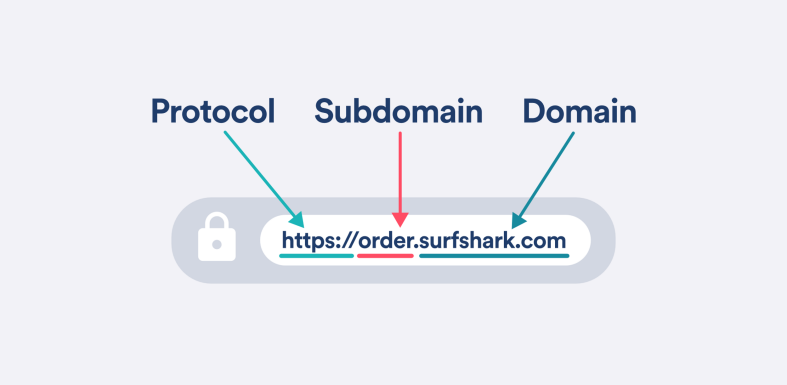 Protocol Subdomain Domain
https://order.surfshark.com